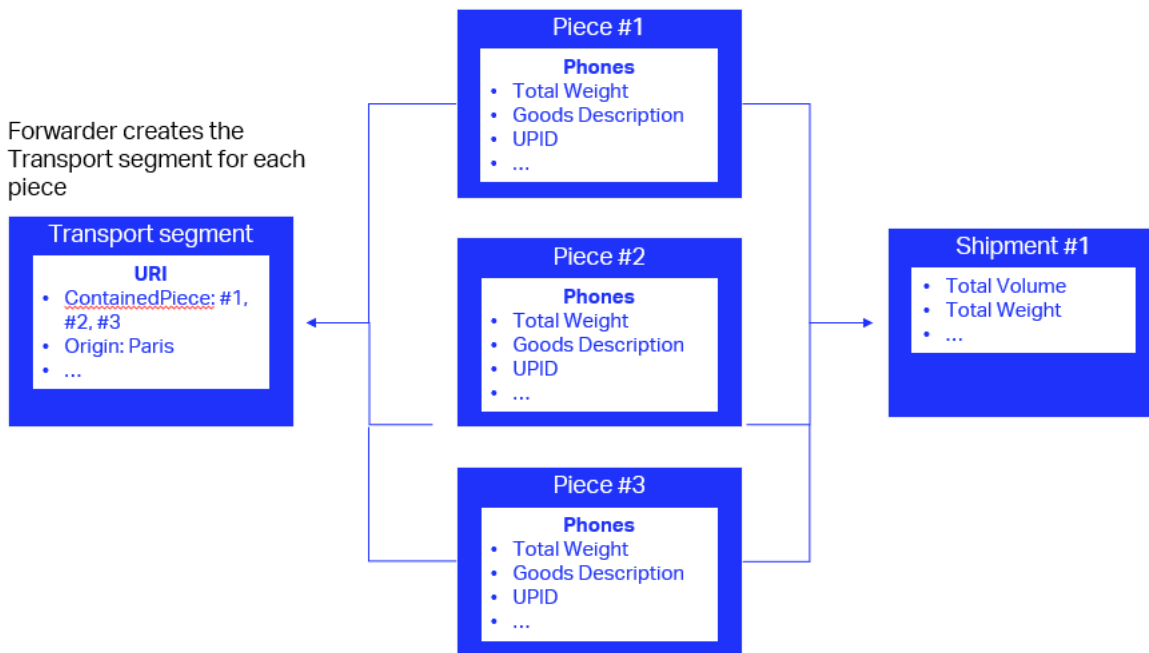 Forwarder creates the
Transport segment for each
piece
Transport segment
URI
• ContainedPiece: #1,
#2, #3
• Origin: Paris
• ...
Piece #1
Phones
• Total Weight
• Goods Description
• UPID
• ...
Piece #2
Phones
• Total Weight
• Goods Description
• UPID
• ...
Piece #3
Phones
• Total Weight
• Goods Description
• UPID
• ...
Shipment #1
• Total Volume
• Total Weight
• ...